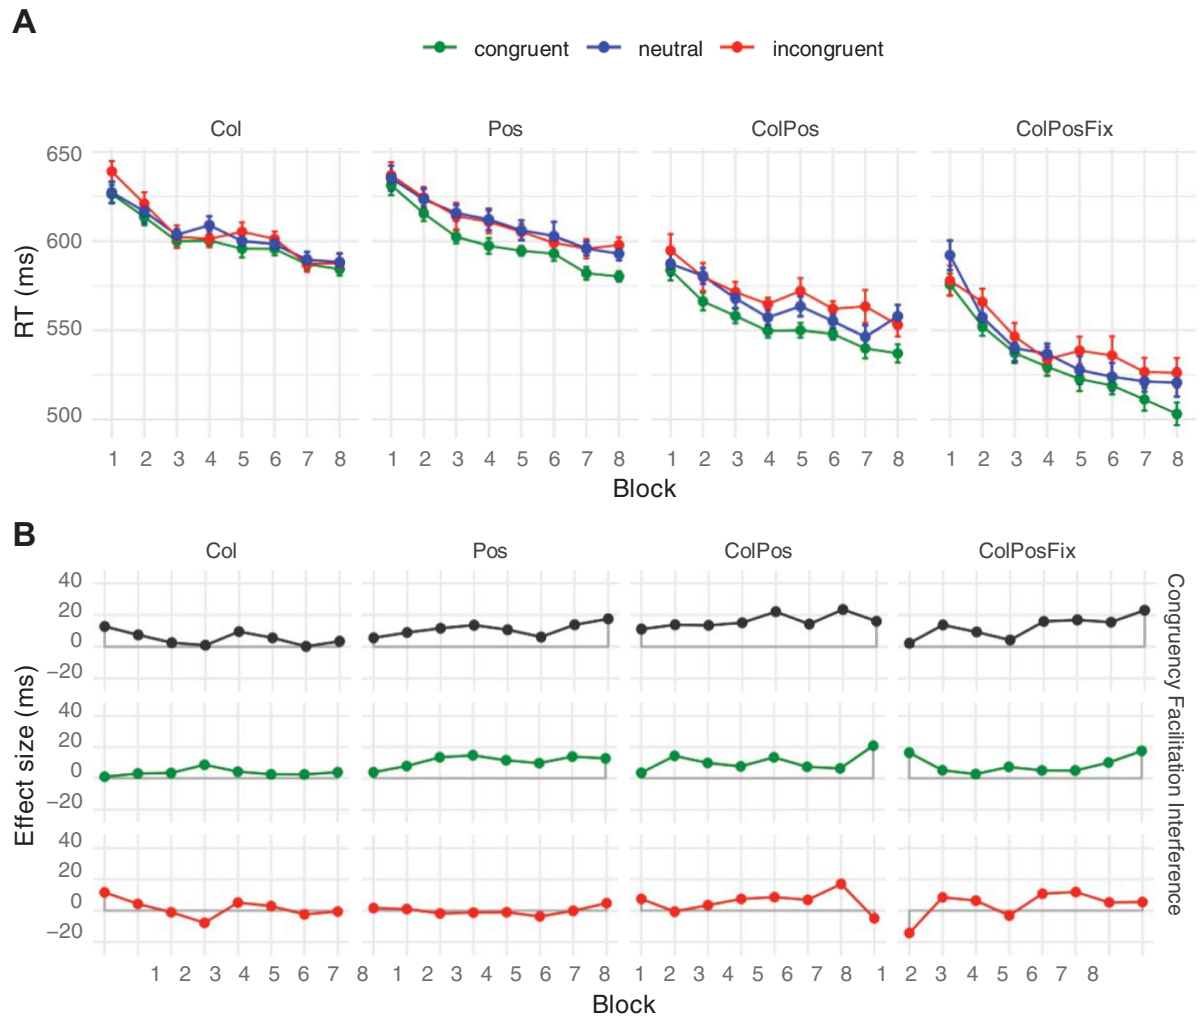 A
congruent neutral incongruent
Col Pos ColPos ColPosFix
650
600
550
500
RT (ms)
1 2 3 4 5 6 7 8 1 2 3 4 5 6 7 8 1 2 3 4 5 6 7 8 1 2 3 4 5 6 7 8
Block
B
Col Pos ColPos ColPosFix
40
20
0
−20
40
20
0
−20
40
20
0
−20
Effect size (ms)
Congruency Facilitation Interference
1 2 3 4 5 6 7 8 1 2 3 4 5 6 7 8 1 2 3 4 5 6 7 8 1 2 3 4 5 6 7 8
Block